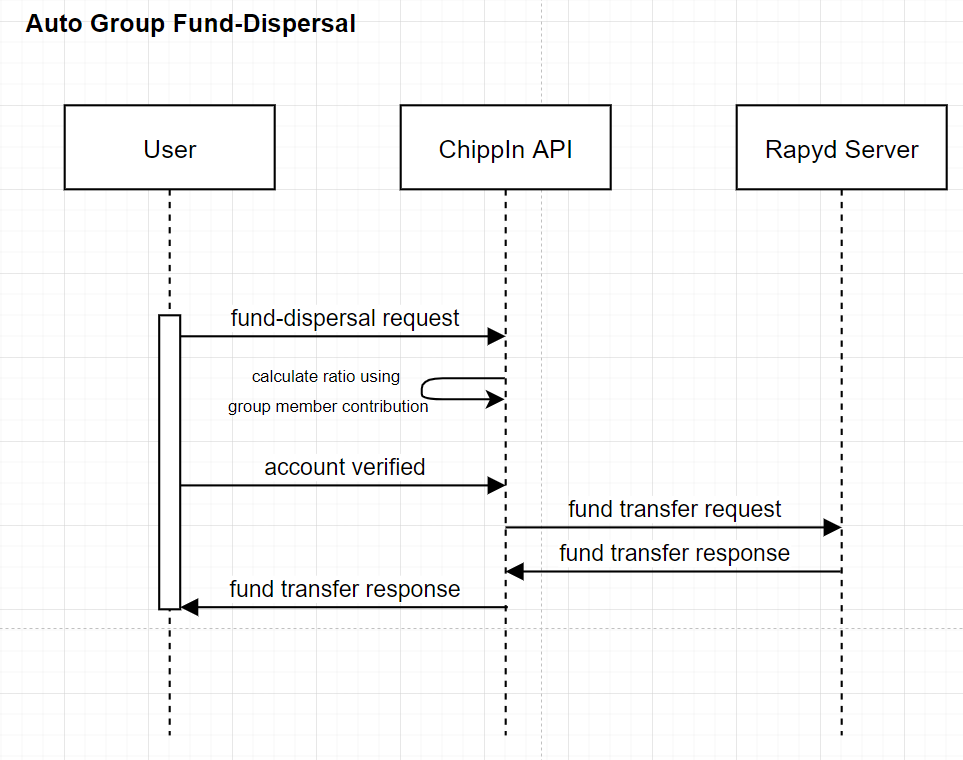 Auto Group Fund-Dispersal
User
ChippIn API
Rapyd Server
fund-dispersal request
calculate ratio using
group member contribution
account verified
fund transfer request
fund transfer response
fund transfer response